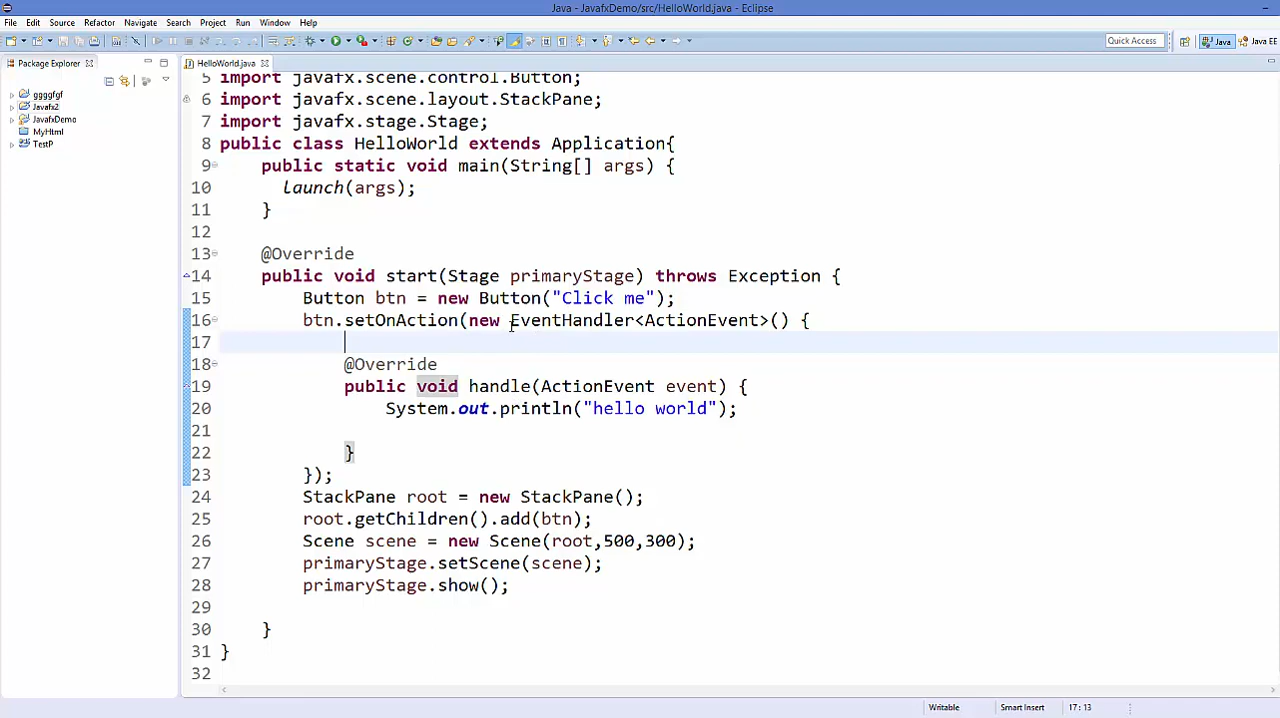 Java - JavafxDemo/src/HelloWorld.java - Eclipse
File Edit Source Refactor Navigate Search Project Run Window Help
Quick Access Java Java EE
Package Explorer
HelloWorld.java
ggggfgf
Javafx2
JavafxDemo
MyHtml
TestP
5 import javafx.scene.control.Button;
6 import javafx.scene.layout.StackPane;
7 import javafx.stage.Stage;
8 public class HelloWorld extends Application{
9 public static void main(String[] args) {
10 launch(args);
11 }
12
13 @Override
14 public void start(Stage primaryStage) throws Exception {
15 Button btn = new Button("Click me");
16 btn.setOnAction(new EventHandler<ActionEvent>() {
17
18 @Override
19 public void handle(ActionEvent event) {
20 System.out.println("hello world");
21
22 }
23 });
24 StackPane root = new StackPane();
25 root.getChildren().add(btn);
26 Scene scene = new Scene(root,500,300);
27 primaryStage.setScene(scene);
28 primaryStage.show();
29
30 }
31 }
32
Writable Smart Insert 17 : 13